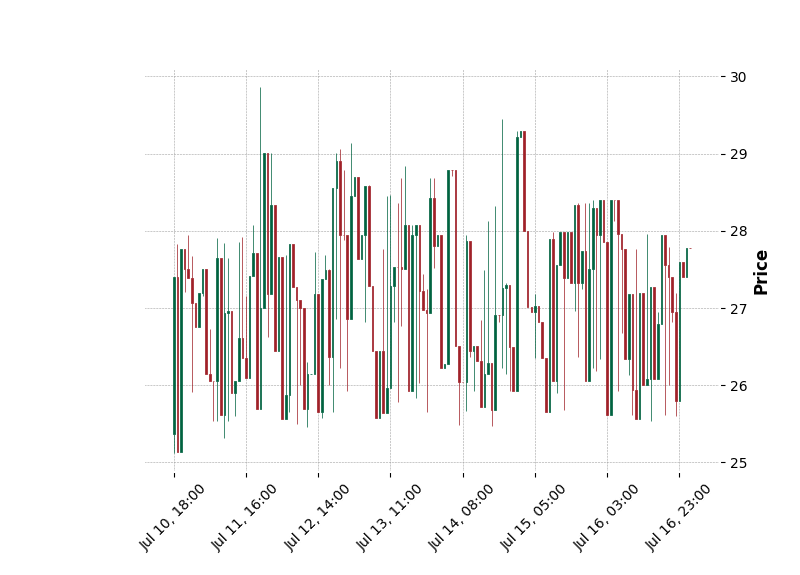 30
29
28
27
26
25
Price
Jul 10, 18:00
Jul 11, 16:00
Jul 12, 14:00
Jul 13, 11:00
Jul 14, 08:00
Jul 15, 05:00
Jul 16, 03:00
Jul 16, 23:00